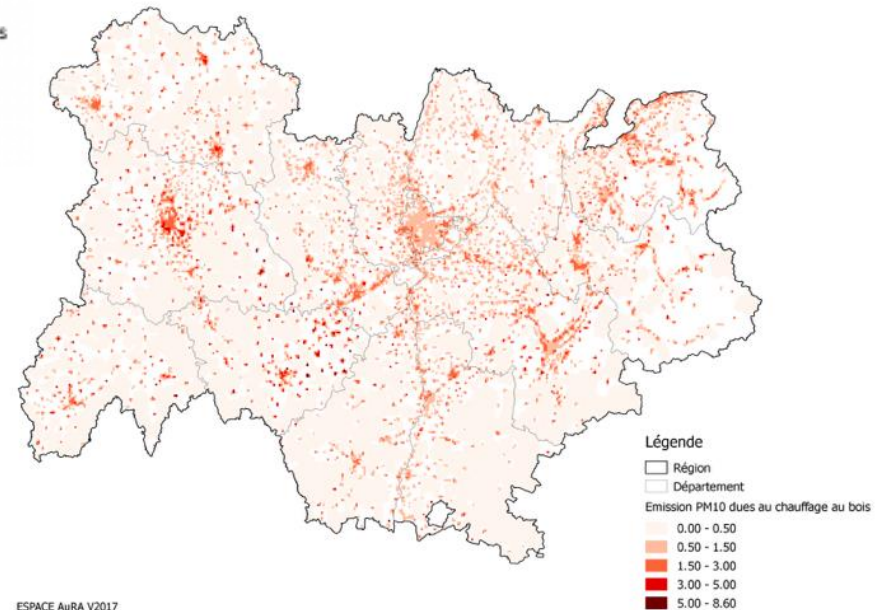 s
Légende
Région
Département
Emission PM10 dues au chauffage au bois
0.00 - 0.50
0.50 - 1.50
1.50 - 3.00
3.00 - 5.00
5.00 - 8.60
ESPACE AuRA V2017